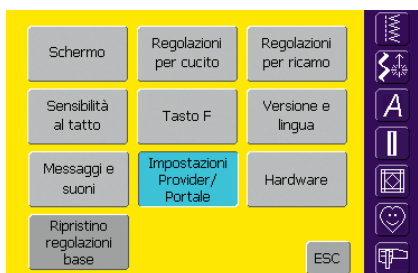 Schermo
Regolazioni
per cucito
Regolazioni
per ricamo
Sensibilità
al tatto
Tasto F
Versione e
lingua
Messaggi e
suoni
Impostazioni
Provider/
Portale
Hardware
Ripristino
regolazioni
base
ESC
A